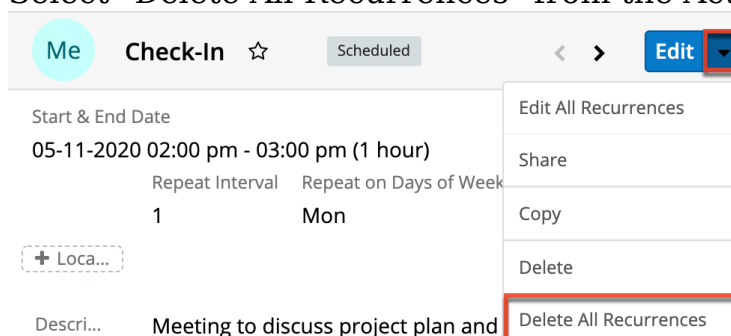 Select "Delete All Recurrences" from the
Me Check-In Scheduled Edit
Start & End Date
05-11-2020 02:00 pm - 03:00 pm (1 hour)
Repeat Interval Repeat on Days of Week
1 Mon
+ Loca...
Descri... Meeting to discuss project plan and
Edit All Recurrences
Share
Copy
Delete
Delete All Recurrences